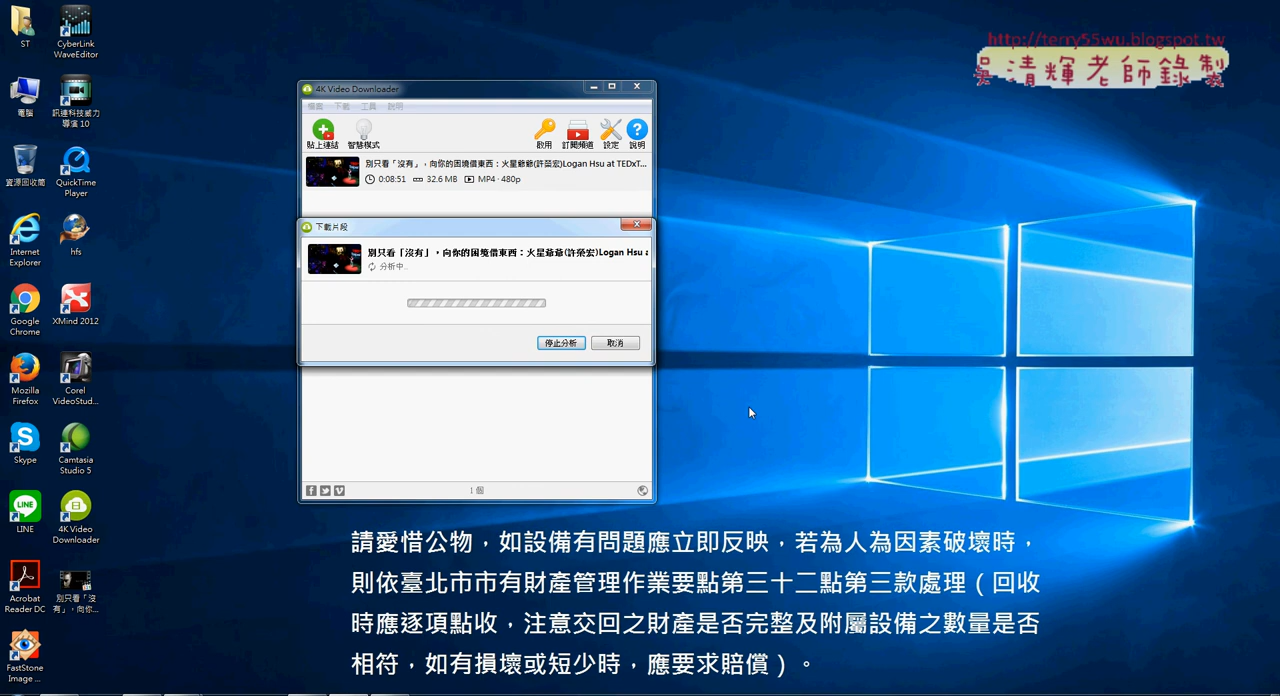 ST
CyberLink
WaveEditor
電腦
訊連科技威力
導演 10
資源回收筒
QuickTime
Player
Internet
Explorer
hfs
Google
Chrome
XMind 2012
Mozilla
Firefox
Corel
VideoStud...
Skype
Camtasia
Studio 5
LINE
4K Video
Downloader
Acrobat
Reader DC
別只看「沒
有」，向你...
FastStone
Image ...
http://terry55wu.blogspot.tw
吳清輝老師錄製
4K Video Downloader
檔案 下載 工具 說明
貼上連結 智慧模式 啟用 訂閱頻道 設定 說明
別只看「沒有」，向你的困境借東西：火星爺爺(許榮宏)Logan Hsu at TEDxT...
0:08:51 32.6 MB MP4 · 480p
下載片段
別只看「沒有」，向你的困境借東西：火星爺爺(許榮宏)Logan Hsu a
分析中..
停止分析 取消
1 個
請愛惜公物，如設備有問題應立即反映，若為人為因素破壞時，
則依臺北市市有財產管理作業要點第三十二點第三款處理（回收
時應逐項點收，注意交回之財產是否完整及附屬設備之數量是否
相符，如有損壞或短少時，應要求賠償）。